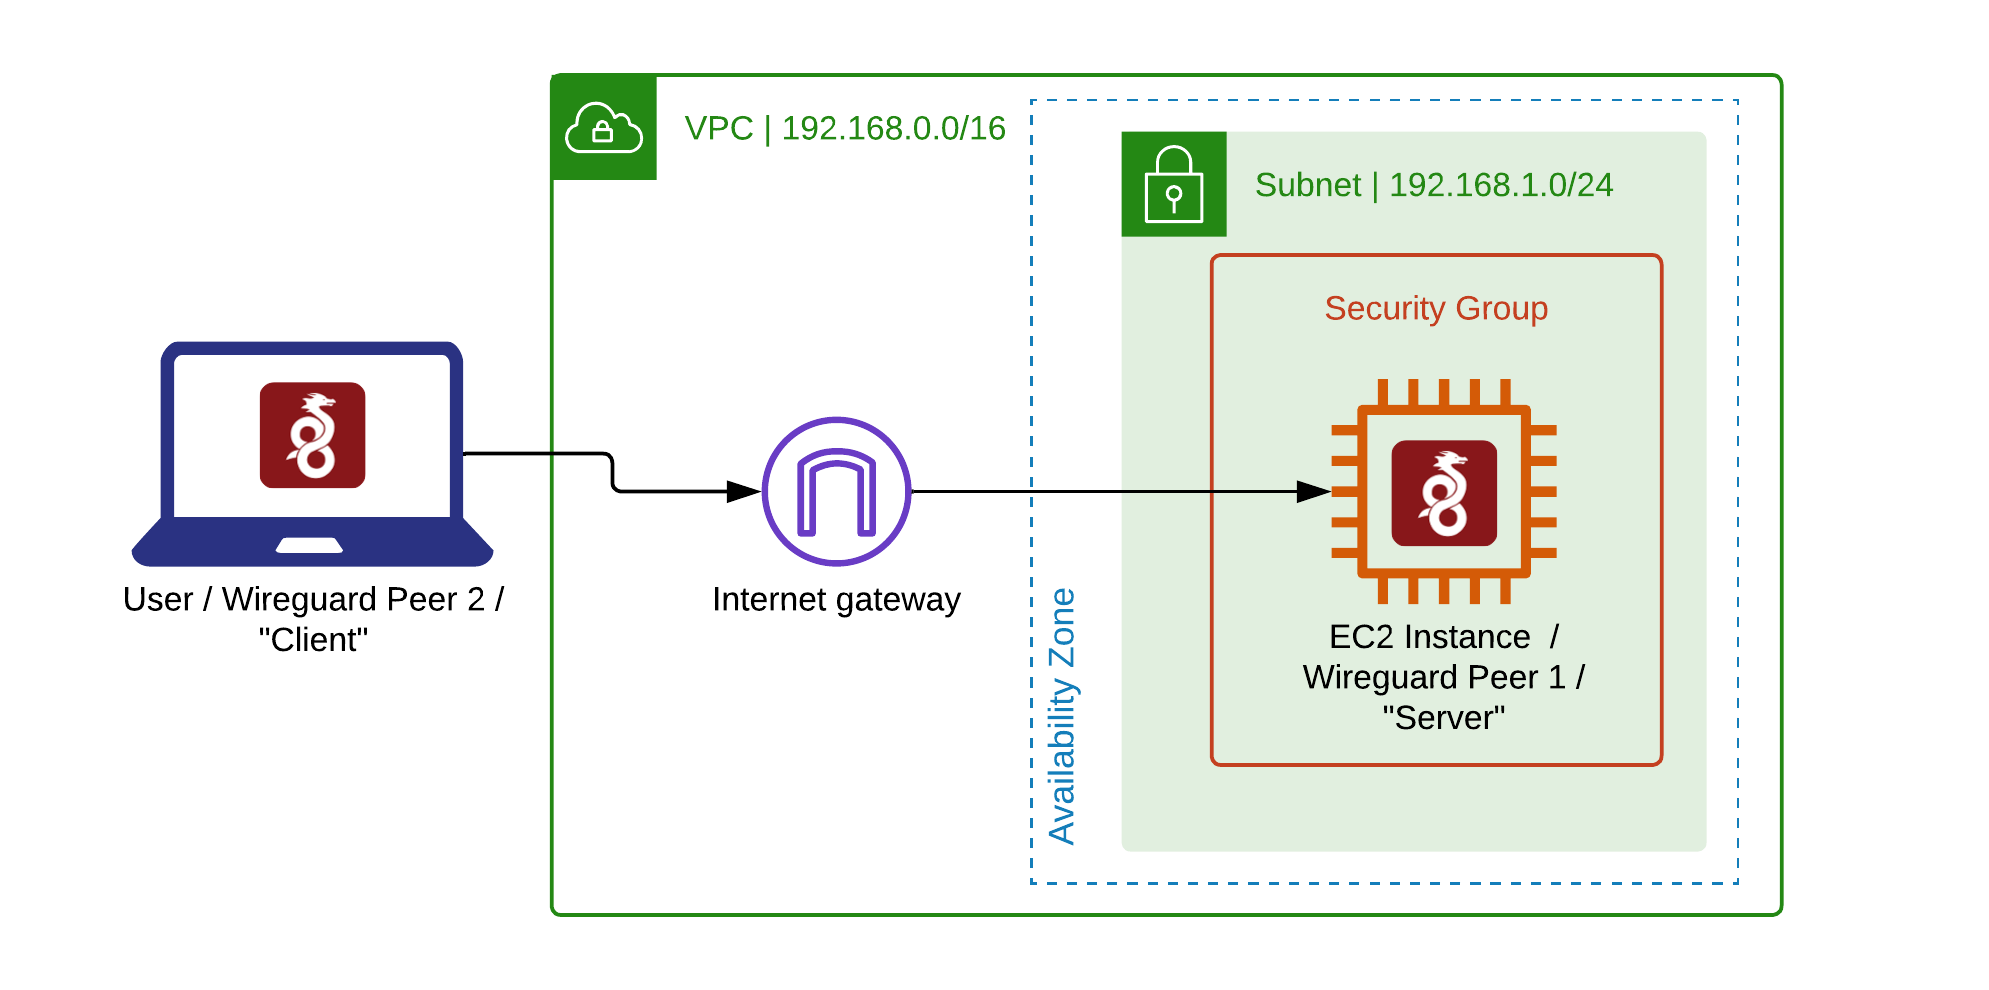 VPC | 192.168.0.0/16
Subnet | 192.168.1.0/24
Security Group
User / Wireguard Peer 2 /
"Client"
Internet gateway
Availability Zone
EC2 Instance  /
Wireguard Peer 1 /
"Server"